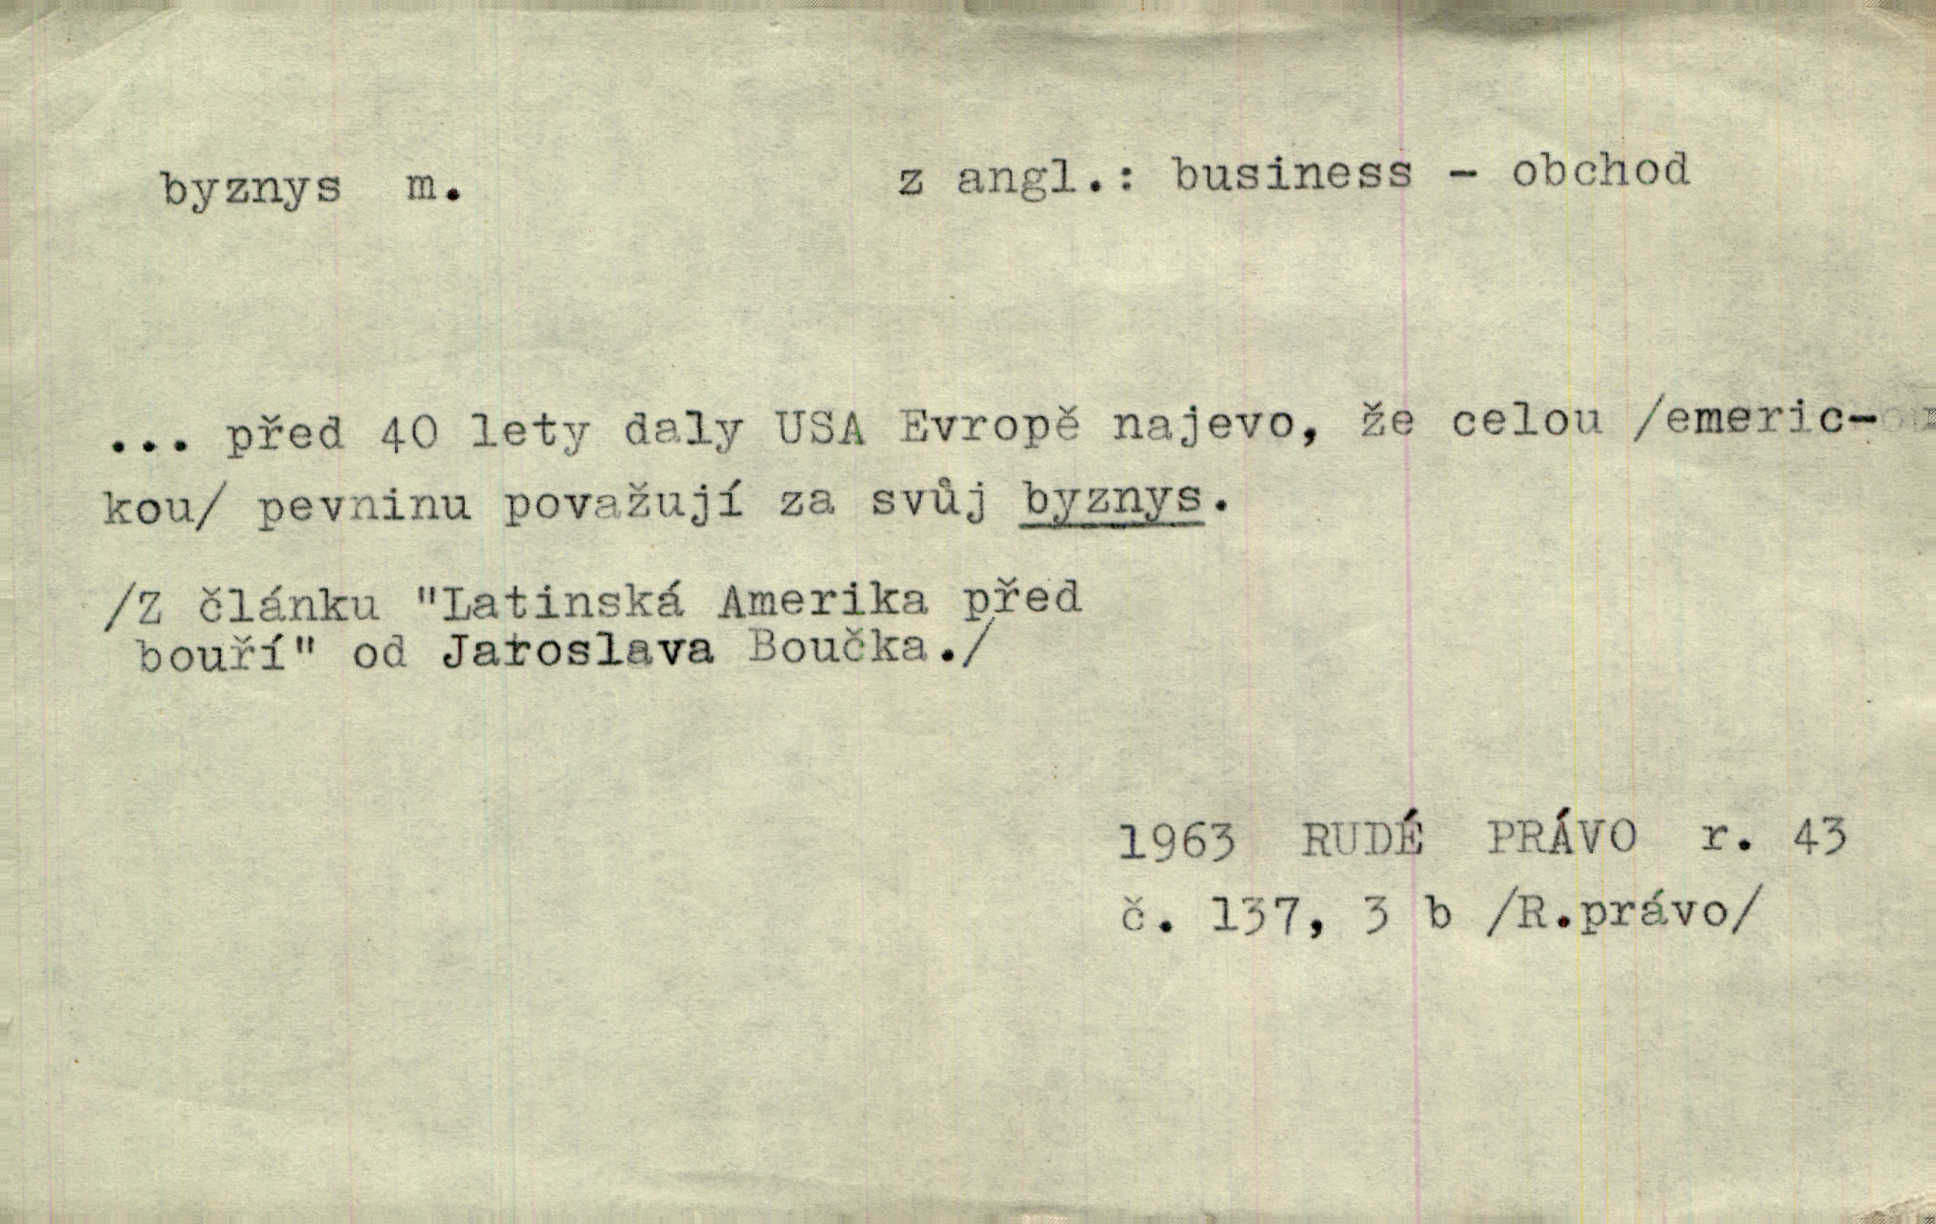 byznys m. z angl.: business - obchod
... před 40 lety daly USA Evropě najevo, že celou /emeric-
kou/ pevninu považují za svůj byznys.
/Z článku "Latinská Amerika před
bouří" od Jaroslava Boučka./
1963 RUDÉ PRÁVO r. 43
č. 137, 3 b /R.právo/